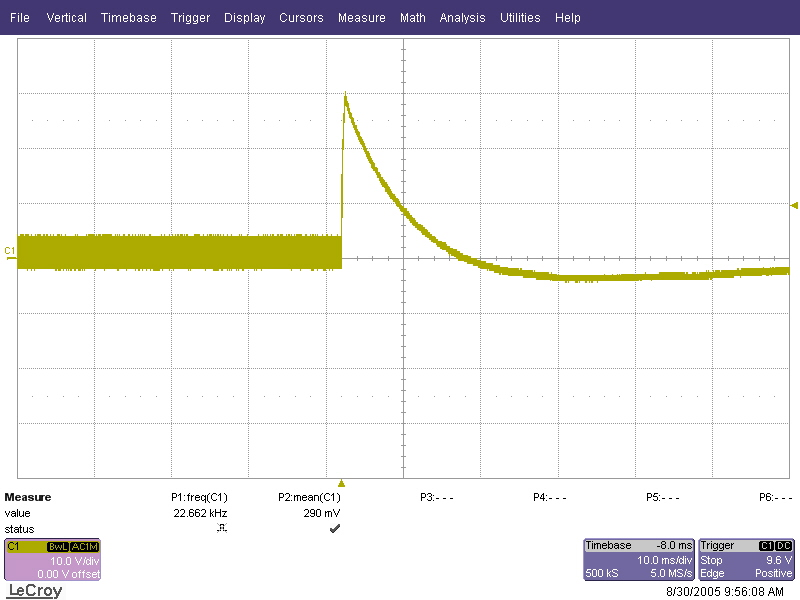 File Vertical Timebase Trigger Display Cursors Measure Math Analysis Utilities Help
C1
Measure P1:freq(C1) P2:mean(C1) P3:- - - P4:- - - P5:- - - P6:- - -
value 22.662 kHz 290 mV
status
C1 BwL AC1M
10.0 V/div
0.00 V offset
Timebase -8.0 ms
10.0 ms/div
500 kS 5.0 MS/s
Trigger C1 DC
Stop 9.6 V
Edge Positive
LeCroy
8/30/2005 9:56:08 AM